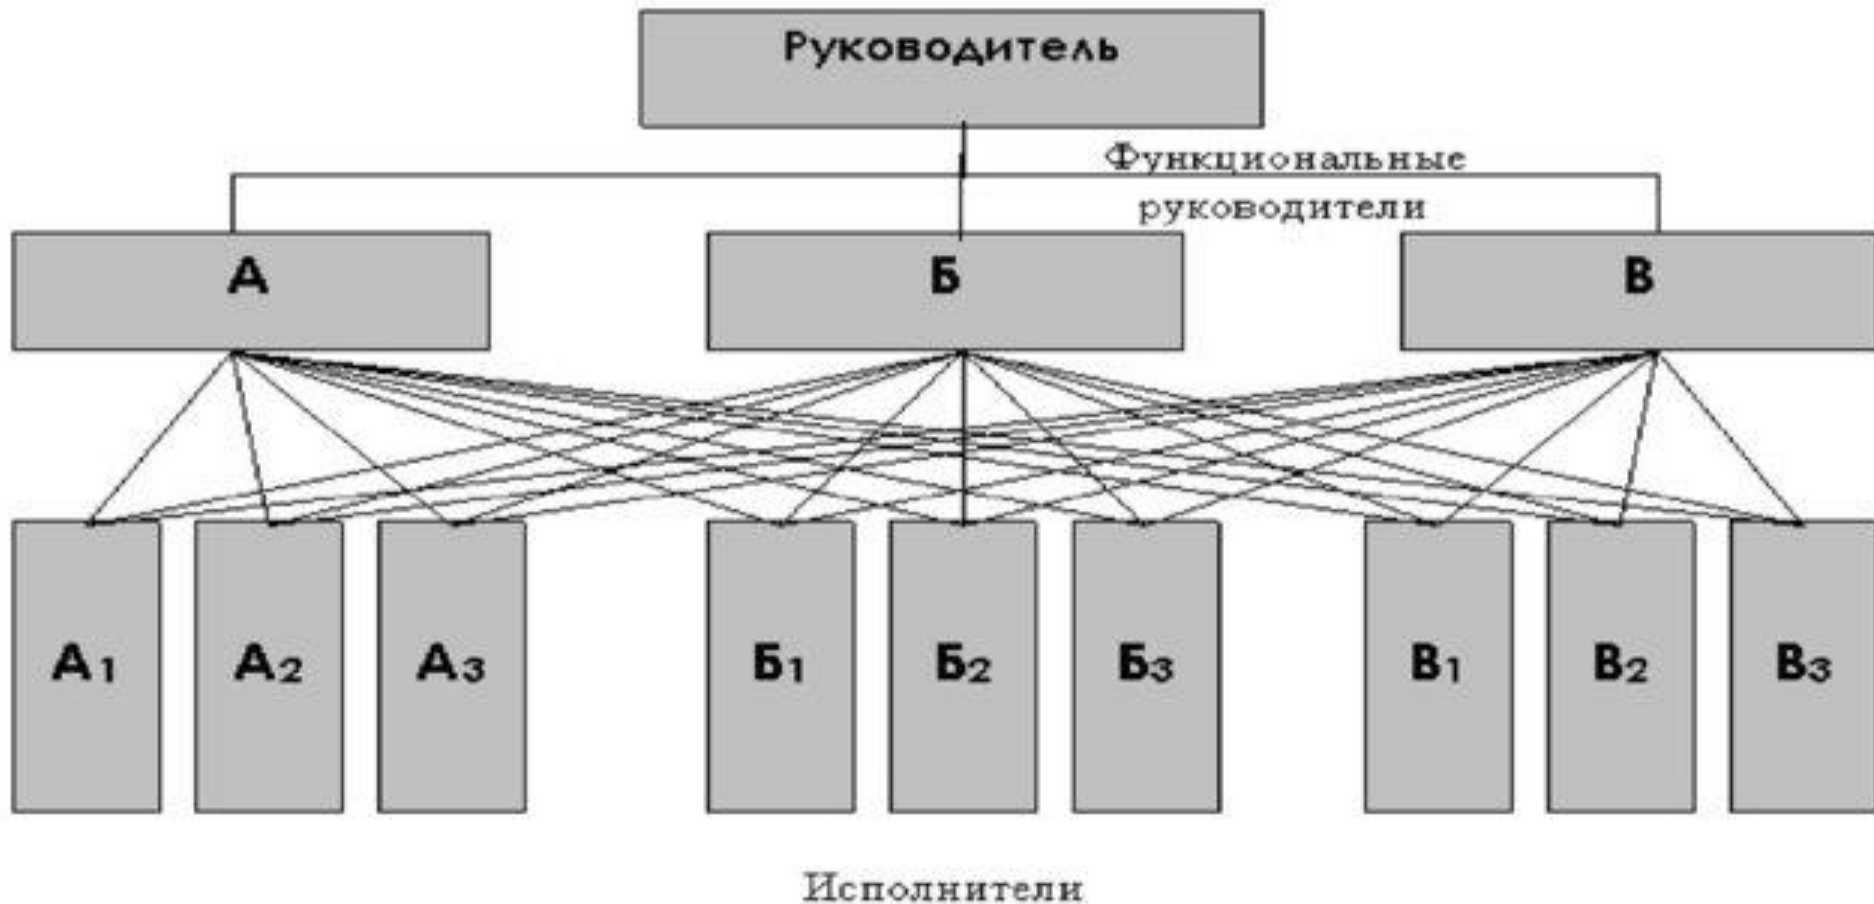 Руководитель
Функциональные
руководители
А
Б
В
А1
А2
А3
Б1
Б2
Б3
В1
В2
В3
Исполнители